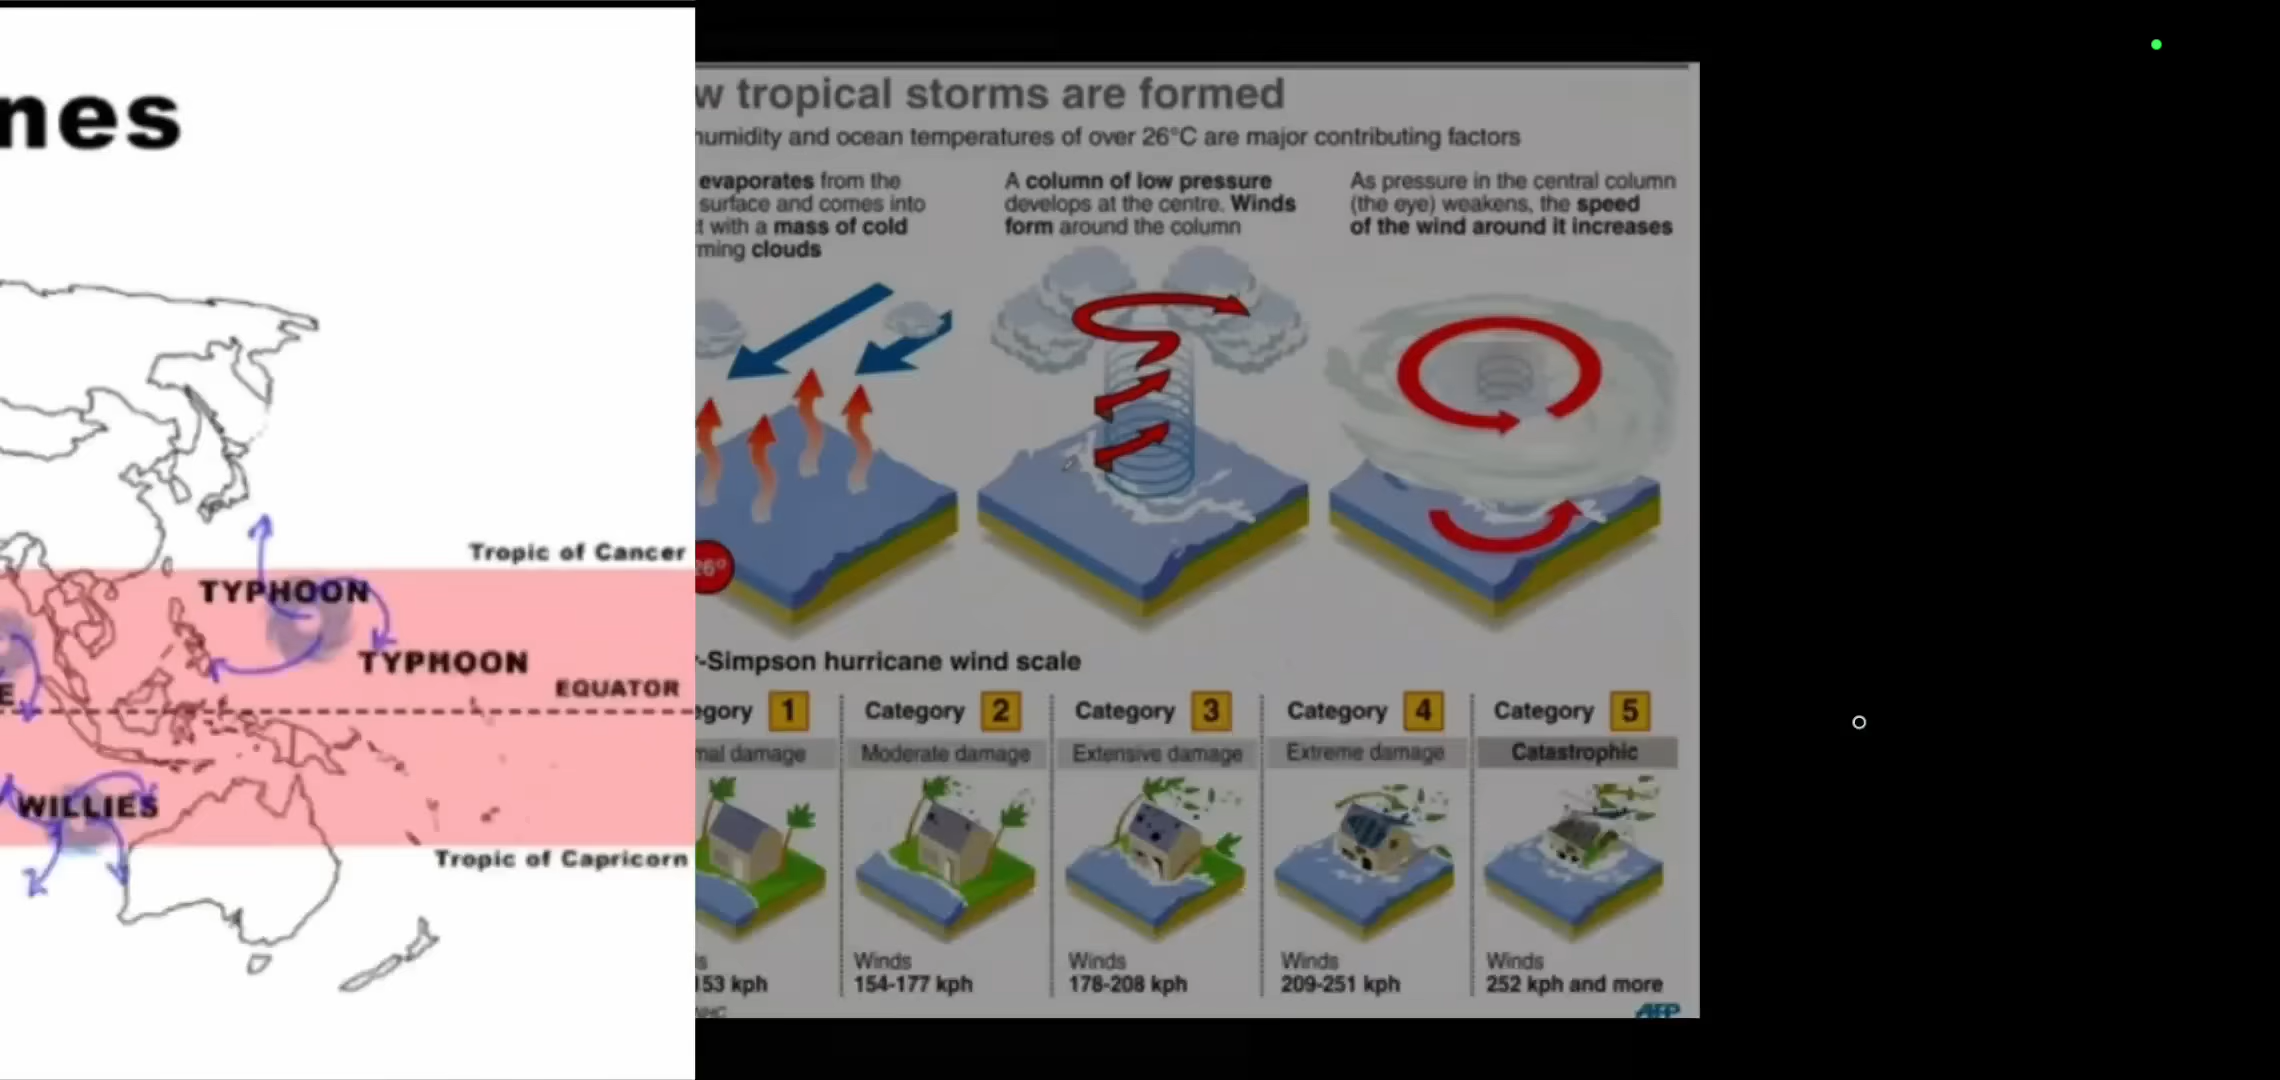 nes
Tropic of Cancer
TYPHOON
TYPHOON
EQUATOR
E
WILLIES
Tropic of Capricorn
w tropical storms are formed
humidity and ocean temperatures of over 26°C are major contributing factors
evaporates from the
surface and comes into
t with a mass of cold
ming clouds
A column of low pressure
develops at the centre. Winds
form around the column
As pressure in the central column
(the eye) weakens, the speed
of the wind around it increases
26°
-Simpson hurricane wind scale
egory 1
mal damage
s
153 kph
Category 2
Moderate damage
Winds
154-177 kph
Category 3
Extensive damage
Winds
178-208 kph
Category 4
Extreme damage
Winds
209-251 kph
Category 5
Catastrophic
Winds
252 kph and more
NHC
AFP